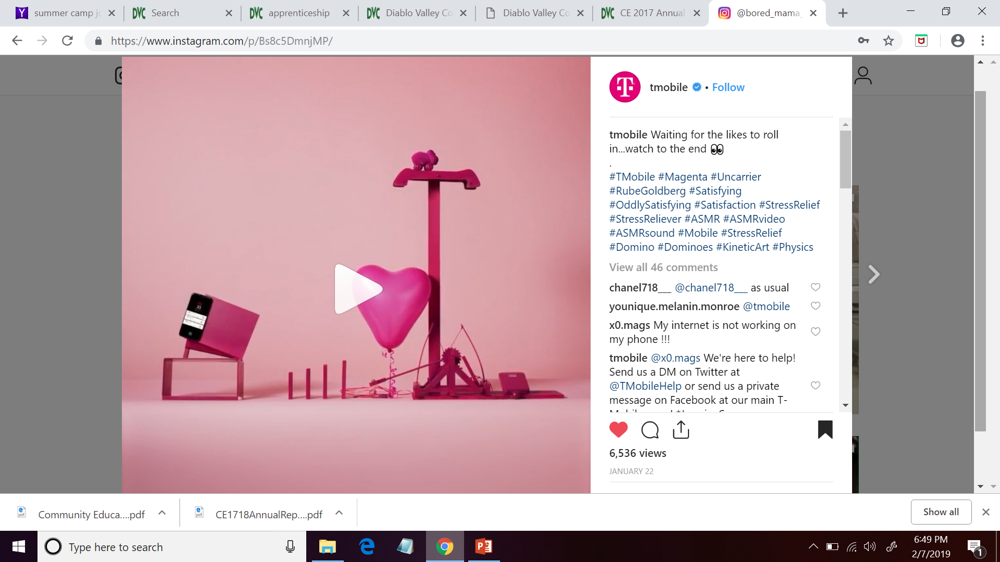 summer camp jo
Search
apprenticeship
Diablo Valley Co
Diablo Valley Co
CE 2017 Annual
@bored_mama_
https://www.instagram.com/p/Bs8c5DmnjMP/
tmobile • Follow
tmobile Waiting for the likes to roll
in...watch to the end 👀
.
#TMobile #Magenta #Uncarrier
#RubeGoldberg #Satisfying
#OddlySatisfying #Satisfaction #StressRelief
#StressReliever #ASMR #ASMRvideo
#ASMRsound #Mobile #StressRelief
#Domino #Dominoes #KineticArt #Physics
View all 46 comments
chanel718___ @chanel718___ as usual
younique.melanin.monroe @tmobile
x0.mags My internet is not working on
my phone !!!
tmobile @x0.mags We're here to help!
Send us a DM on Twitter at
@TMobileHelp or send us a private
message on Facebook at our main T-
6,536 views
JANUARY 22
Community Educa....pdf
CE1718AnnualRep....pdf
Show all
Type here to search
6:49 PM
2/7/2019
1